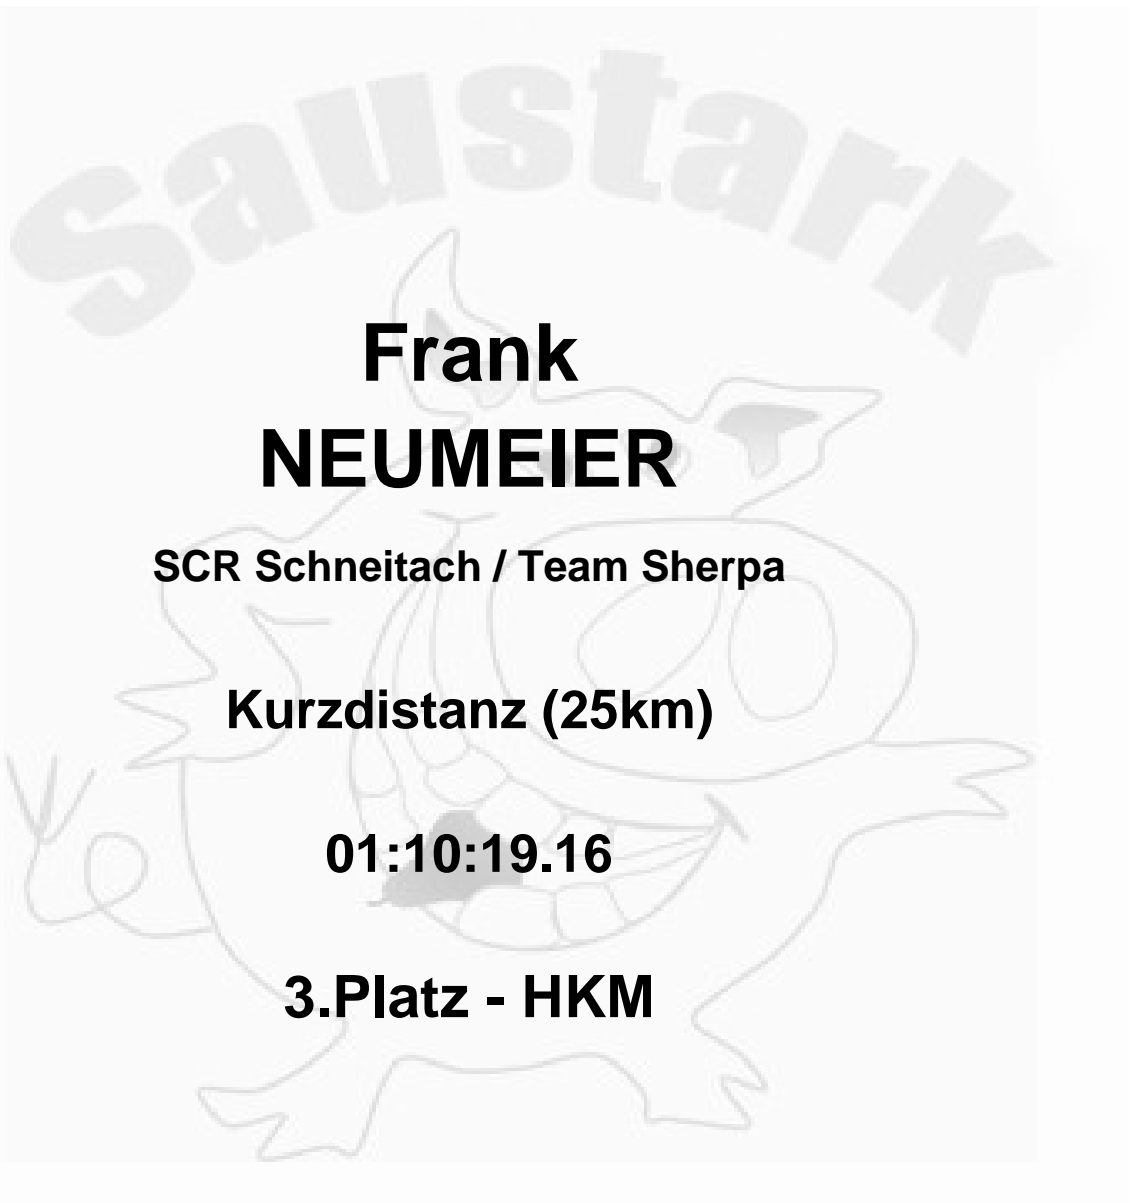 Saustark
Frank
NEUMEIER
SCR Schneitach / Team Sherpa
Kurzdistanz (25km)
01:10:19.16
3.Platz - HKM